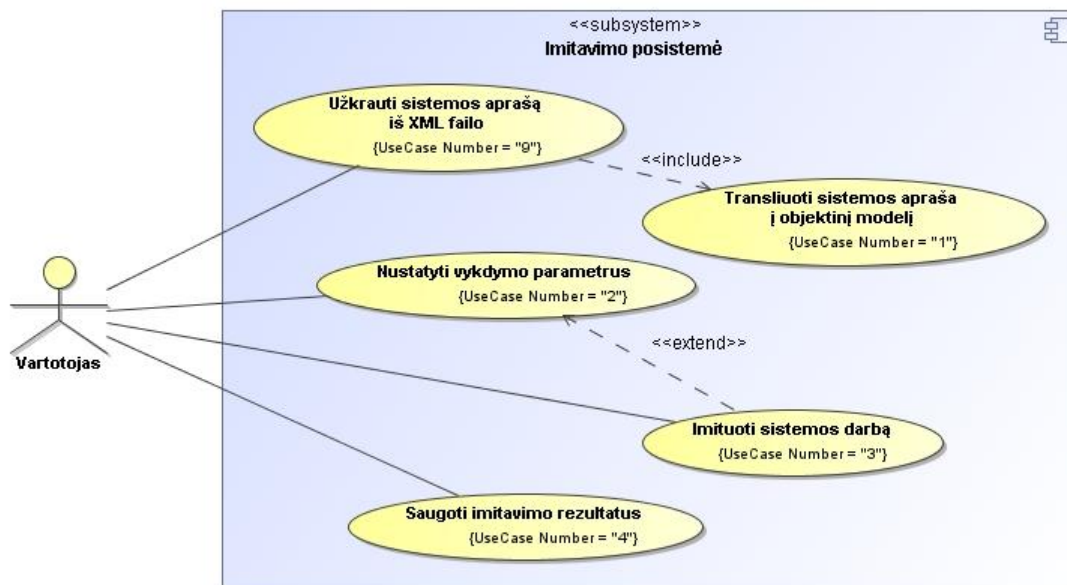 <<subsystem>>
Imitavimo posistemė
Užkrauti sistemos aprašą
iš XML failo
{UseCase Number = "9"}
<<include>>
Transliuoti sistemos apraša
į objektinį modelį
{UseCase Number = "1"}
Nustatyti vykdymo parametrus
{UseCase Number = "2"}
<<extend>>
Vartotojas
Imituoti sistemos darbą
{UseCase Number = "3"}
Saugoti imitavimo rezultatus
{UseCase Number = "4"}